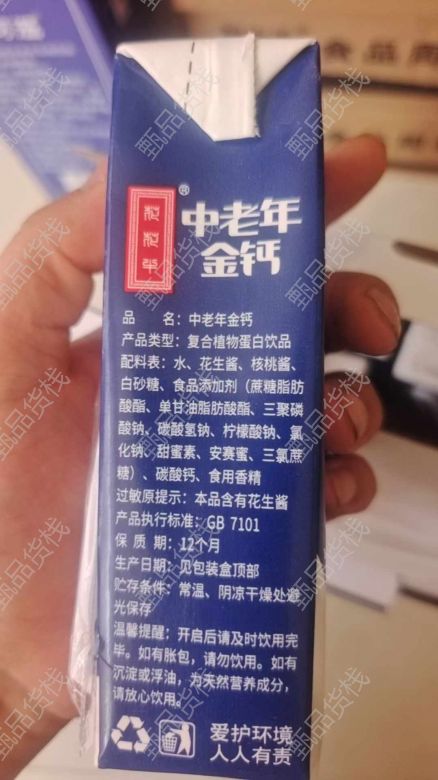 中老年
金钙
品 名：中老年金钙
产品类型：复合植物蛋白饮品
配料表：水、花生酱、核桃酱、
白砂糖、食品添加剂（蔗糖脂肪
酸酯、单甘油脂肪酸酯、三聚磷
酸钠、碳酸氢钠、柠檬酸钠、氯
化钠、甜蜜素、安赛蜜、三氯蔗
糖）、碳酸钙、食用香精
过敏原提示：本品含有花生酱
产品执行标准：GB 7101
保 质 期：12个月
生产日期：见包装盒顶部
贮存条件：常温、阴凉干燥处避
光保存
温馨提醒：开启后请及时饮用完
毕。如有胀包，请勿饮用。如有
沉淀或浮油，为天然营养成分，
请放心饮用。
爱护环境
人人有责
甄品货栈